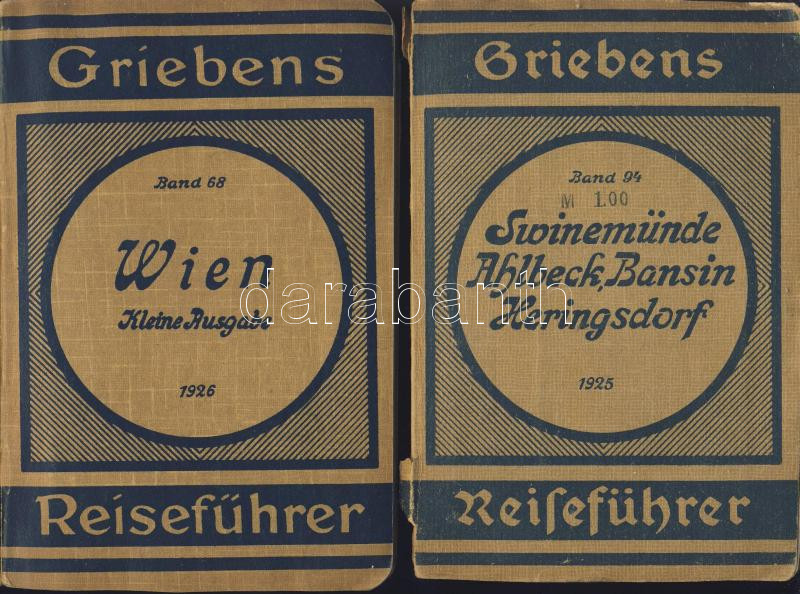 Griebens
Band 68
Wien
Kleine Ausgabe
1926
Reiseführer
Griebens
Band 94
M 1.00
Swinemünde
Ahlbeck, Bansin
Heringsdorf
1925
Reiſeführer
darabanth